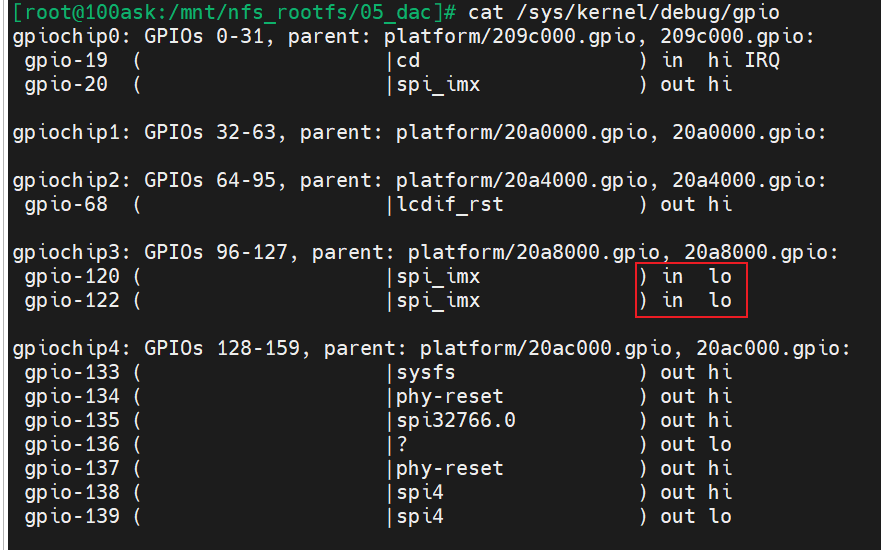 [root@100ask:/mnt/nfs_rootfs/05_dac]# cat /sys/kernel/debug/gpio
gpiochip0: GPIOs 0-31, parent: platform/209c000.gpio, 209c000.gpio:
 gpio-19  (                    |cd                  ) in  hi IRQ
 gpio-20  (                    |spi_imx             ) out hi
gpiochip1: GPIOs 32-63, parent: platform/20a0000.gpio, 20a0000.gpio:
gpiochip2: GPIOs 64-95, parent: platform/20a4000.gpio, 20a4000.gpio:
 gpio-68  (                    |lcdif_rst           ) out hi
gpiochip3: GPIOs 96-127, parent: platform/20a8000.gpio, 20a8000.gpio:
 gpio-120 (                    |spi_imx             ) in  lo
 gpio-122 (                    |spi_imx             ) in  lo
gpiochip4: GPIOs 128-159, parent: platform/20ac000.gpio, 20ac000.gpio:
 gpio-133 (                    |sysfs               ) out hi
 gpio-134 (                    |phy-reset           ) out hi
 gpio-135 (                    |spi32766.0          ) out hi
 gpio-136 (                    |?                   ) out lo
 gpio-137 (                    |phy-reset           ) out hi
 gpio-138 (                    |spi4                ) out hi
 gpio-139 (                    |spi4                ) out lo